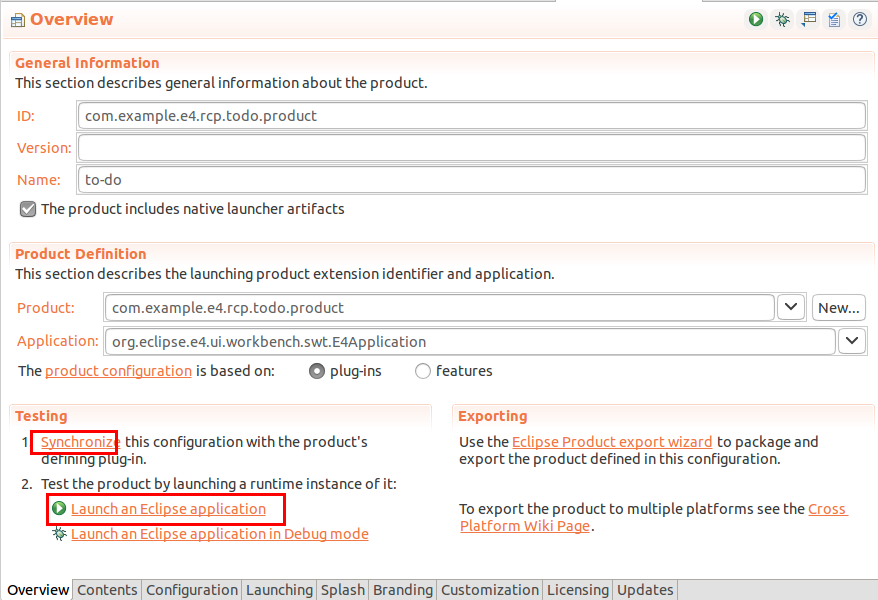 Overview
General Information
This section describes general information about the product.
ID: com.example.e4.rcp.todo.product
Version:
Name: to-do
The product includes native launcher artifacts
Product Definition
This section describes the launching product extension identifier and application.
Product: com.example.e4.rcp.todo.product New...
Application: org.eclipse.e4.ui.workbench.swt.E4Application
The product configuration is based on: plug-ins features
Testing
1. Synchronize this configuration with the product's
defining plug-in.
2. Test the product by launching a runtime instance of it:
Launch an Eclipse application
Launch an Eclipse application in Debug mode
Exporting
Use the Eclipse Product export wizard to package and
export the product defined in this configuration.
To export the product to multiple platforms see the Cross
Platform Wiki Page.
Overview Contents Configuration Launching Splash Branding Customization Licensing Updates